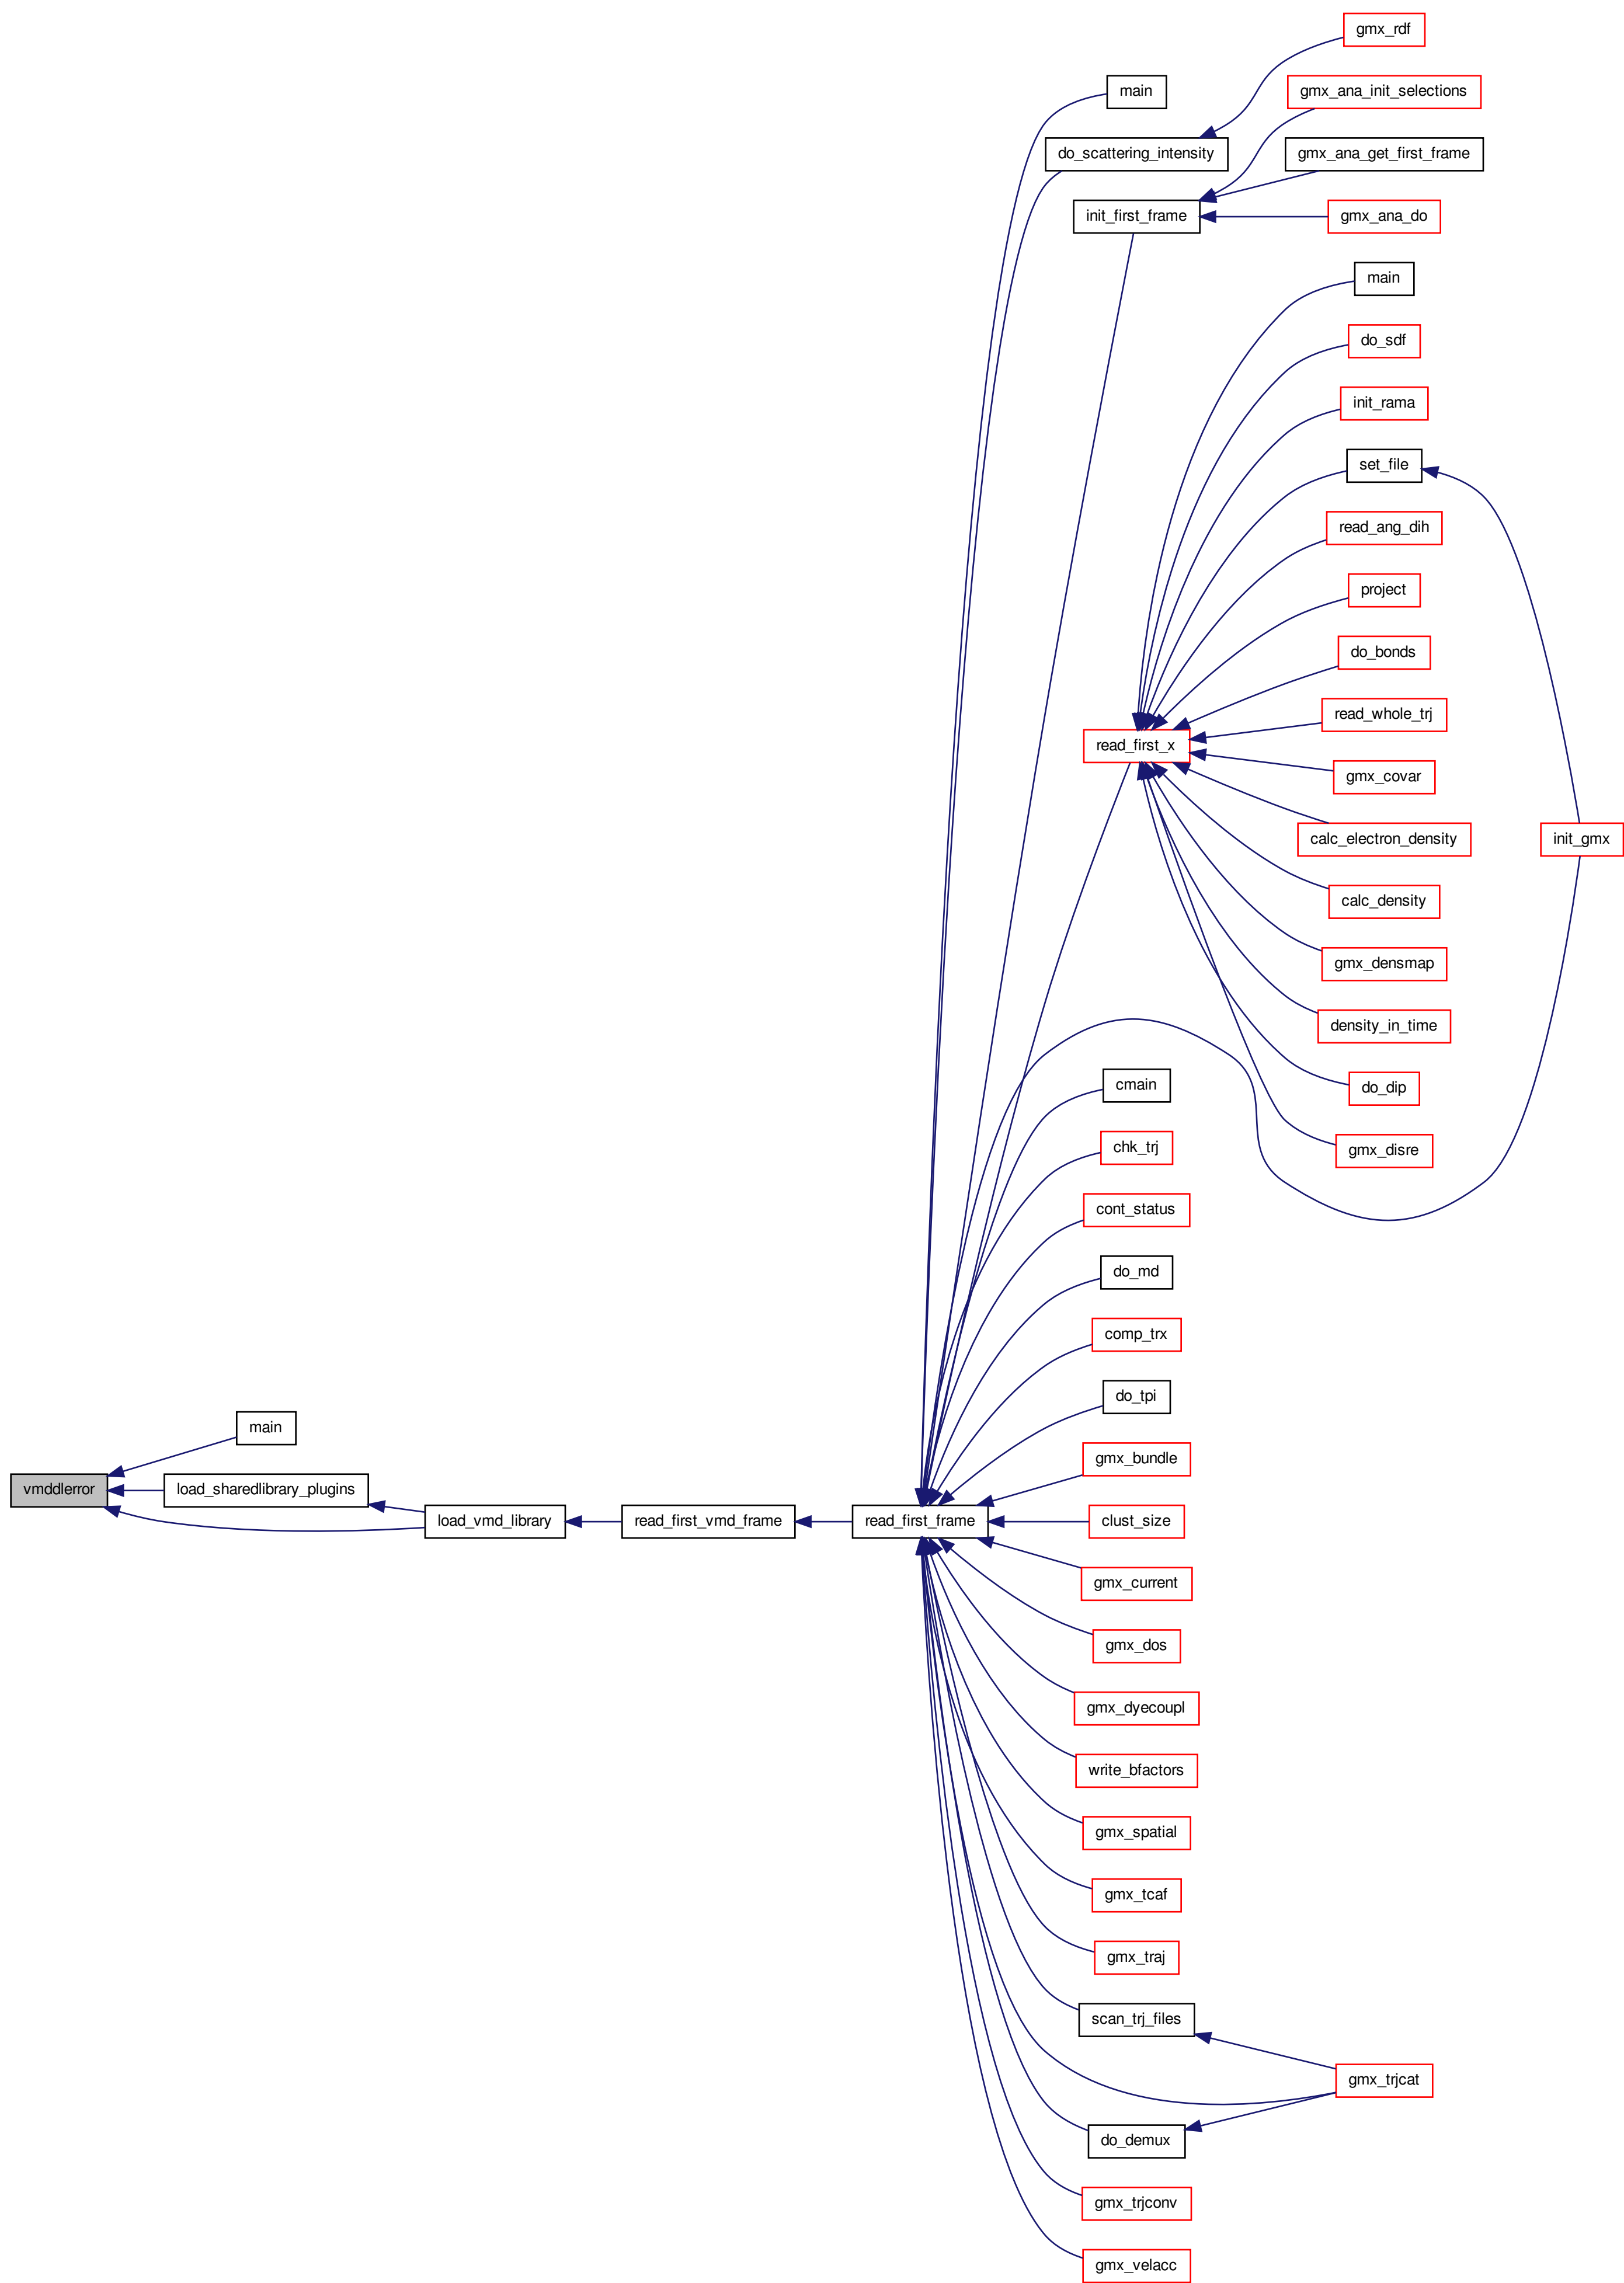 gmx_rdf
main
gmx_ana_init_selections
do_scattering_intensity
gmx_ana_get_first_frame
init_first_frame
gmx_ana_do
main
do_sdf
init_rama
set_file
read_ang_dih
project
do_bonds
read_whole_trj
read_first_x
gmx_covar
calc_electron_density
init_gmx
calc_density
gmx_densmap
density_in_time
cmain
do_dip
chk_trj
gmx_disre
cont_status
do_md
comp_trx
do_tpi
main
gmx_bundle
vmddlerror
load_sharedlibrary_plugins
load_vmd_library
read_first_vmd_frame
read_first_frame
clust_size
gmx_current
gmx_dos
gmx_dyecoupl
write_bfactors
gmx_spatial
gmx_tcaf
gmx_traj
scan_trj_files
gmx_trjcat
do_demux
gmx_trjconv
gmx_velacc